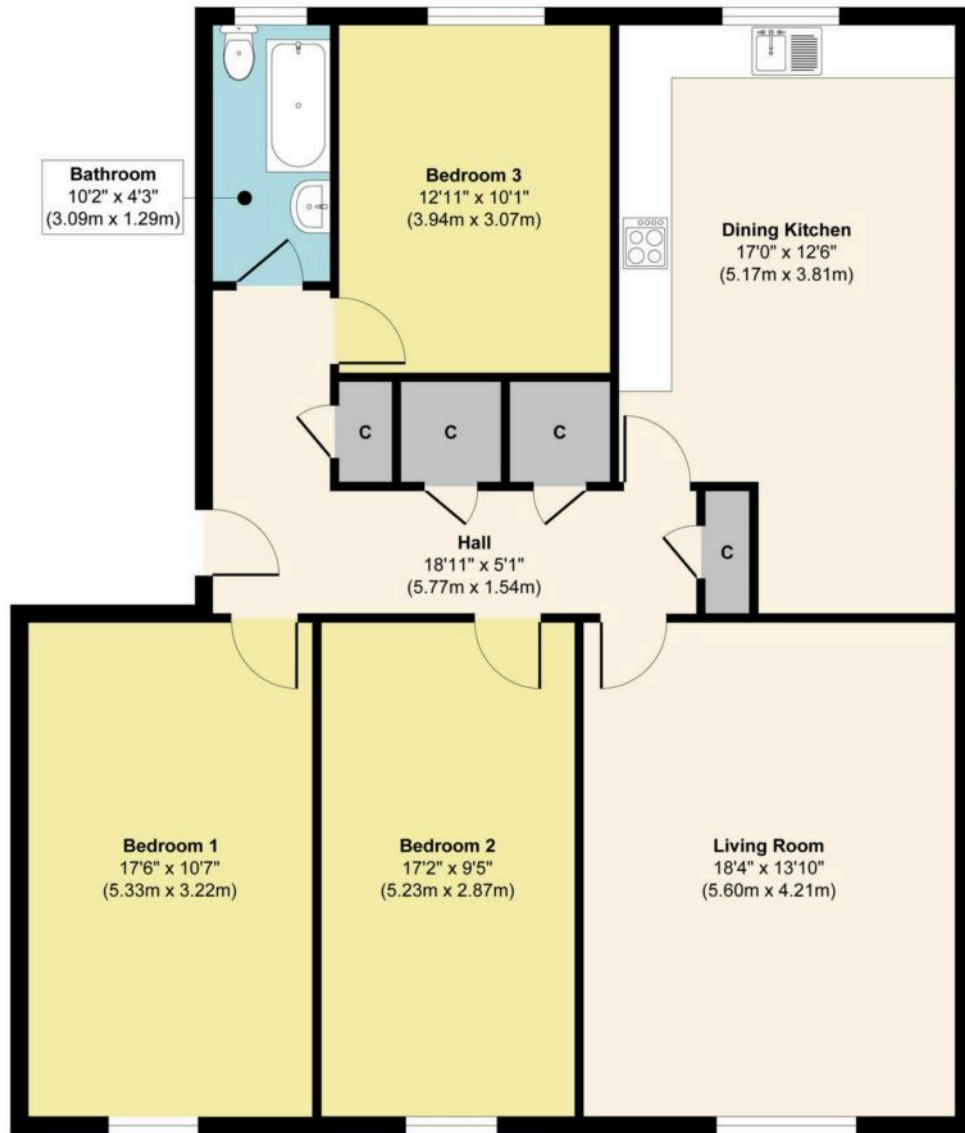 Bathroom
10'2" x 4'3"
(3.09m x 1.29m)
Bedroom 3
12'11" x 10'1"
(3.94m x 3.07m)
Dining Kitchen
17'0" x 12'6"
(5.17m x 3.81m)
C
C
C
C
Hall
18'11" x 5'1"
(5.77m x 1.54m)
Bedroom 1
17'6" x 10'7"
(5.33m x 3.22m)
Bedroom 2
17'2" x 9'5"
(5.23m x 2.87m)
Living Room
18'4" x 13'10"
(5.60m x 4.21m)